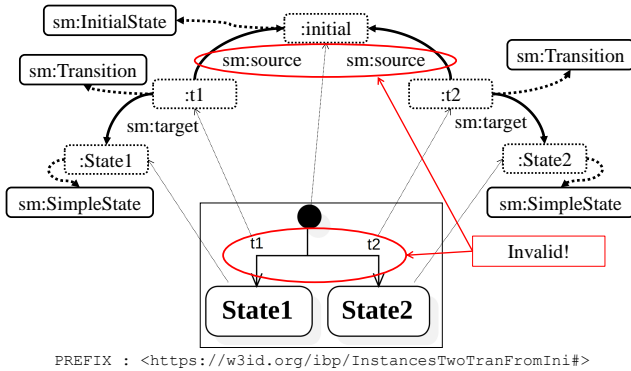 sm:InitialState
:initial
sm:source sm:source
sm:Transition
sm:Transition
:t1
:t2
sm:target
sm:target
:State1
:State2
sm:SimpleState
sm:SimpleState
t1
t2
Invalid!
State1
State2
PREFIX : <https://w3id.org/ibp/InstancesTwoTranFromIni#>